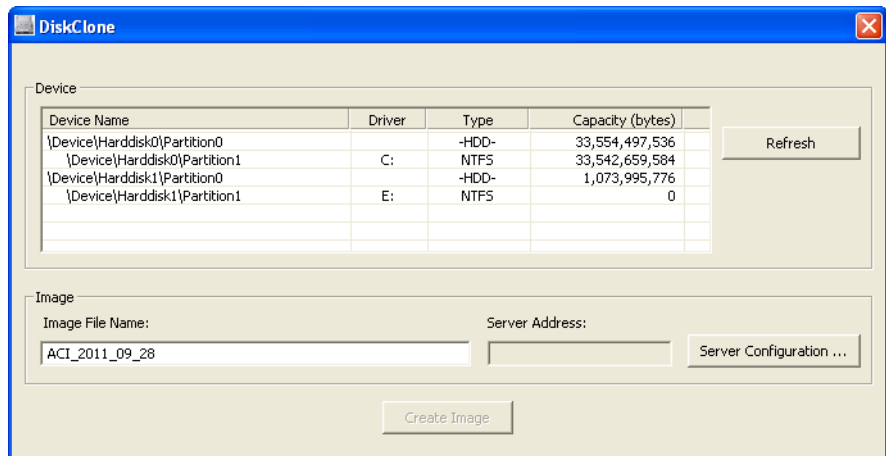 DiskClone
Device
Device Name Driver Type Capacity (bytes)
\Device\Harddisk0\Partition0 -HDD- 33,554,497,536
\Device\Harddisk0\Partition1 C: NTFS 33,542,659,584
\Device\Harddisk1\Partition0 -HDD- 1,073,995,776
\Device\Harddisk1\Partition1 E: NTFS 0
Refresh
Image
Image File Name: Server Address:
ACI_2011_09_28 Server Configuration ...
Create Image